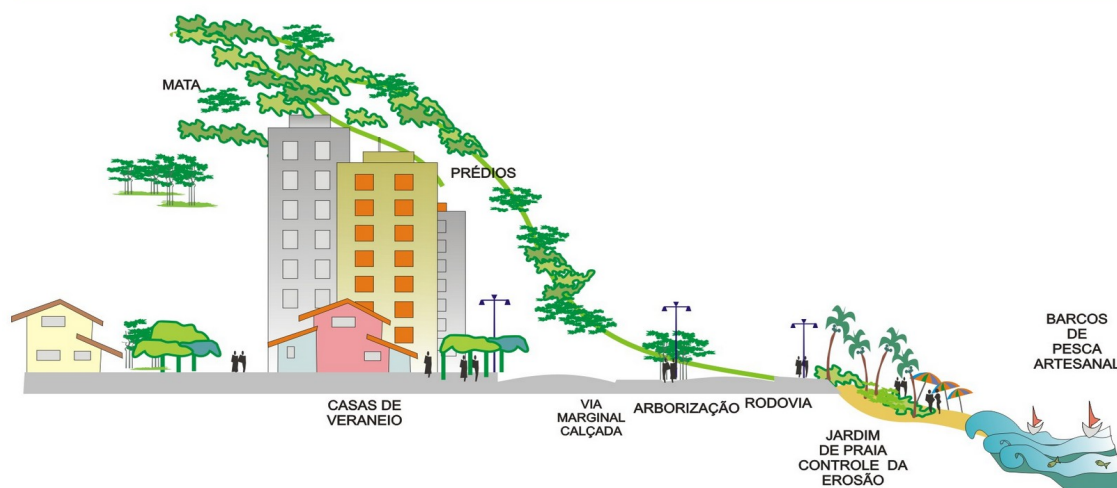 MATA
PRÉDIOS
CASAS DE
VERANEIO
VIA
MARGINAL
CALÇADA
ARBORIZAÇÃO
RODOVIA
JARDIM
DE PRAIA
CONTROLE DA
EROSÃO
BARCOS
DE
PESCA
ARTESANAL